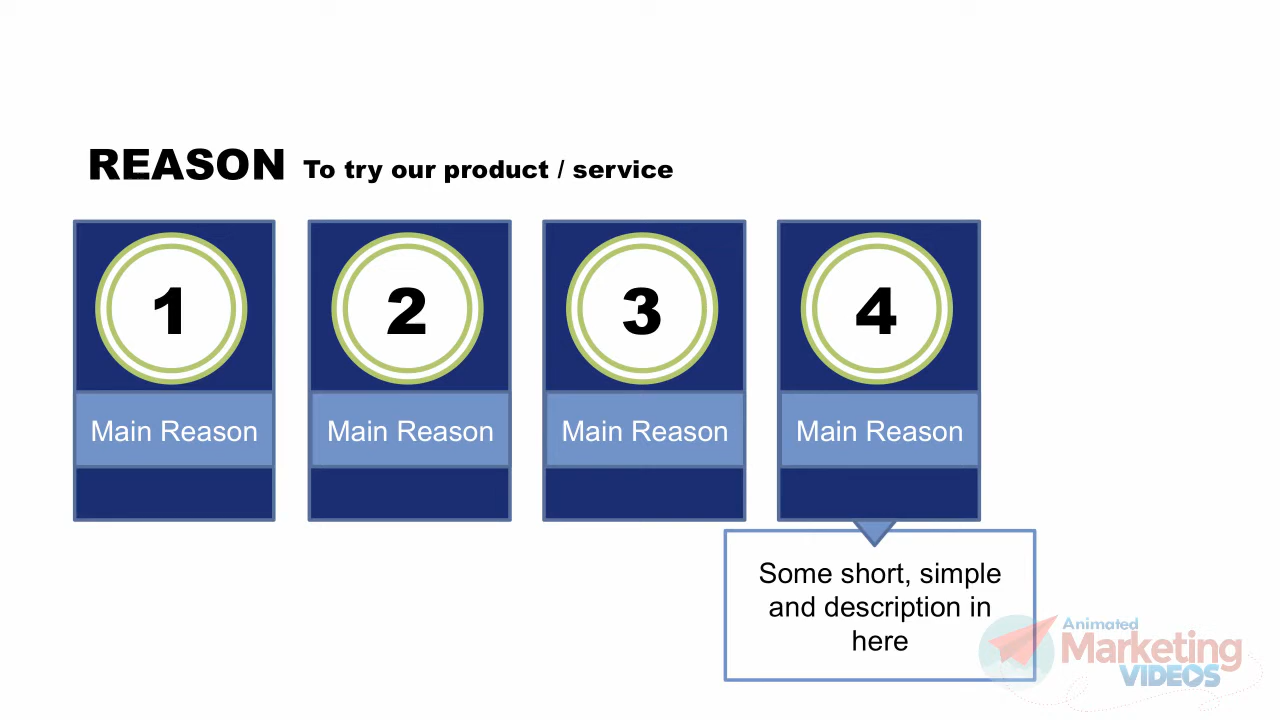 REASON To try our product / service
1
2
3
4
Main Reason
Main Reason
Main Reason
Main Reason
Some short, simple
and description in
here
Animated
Marketing
VIDEOS